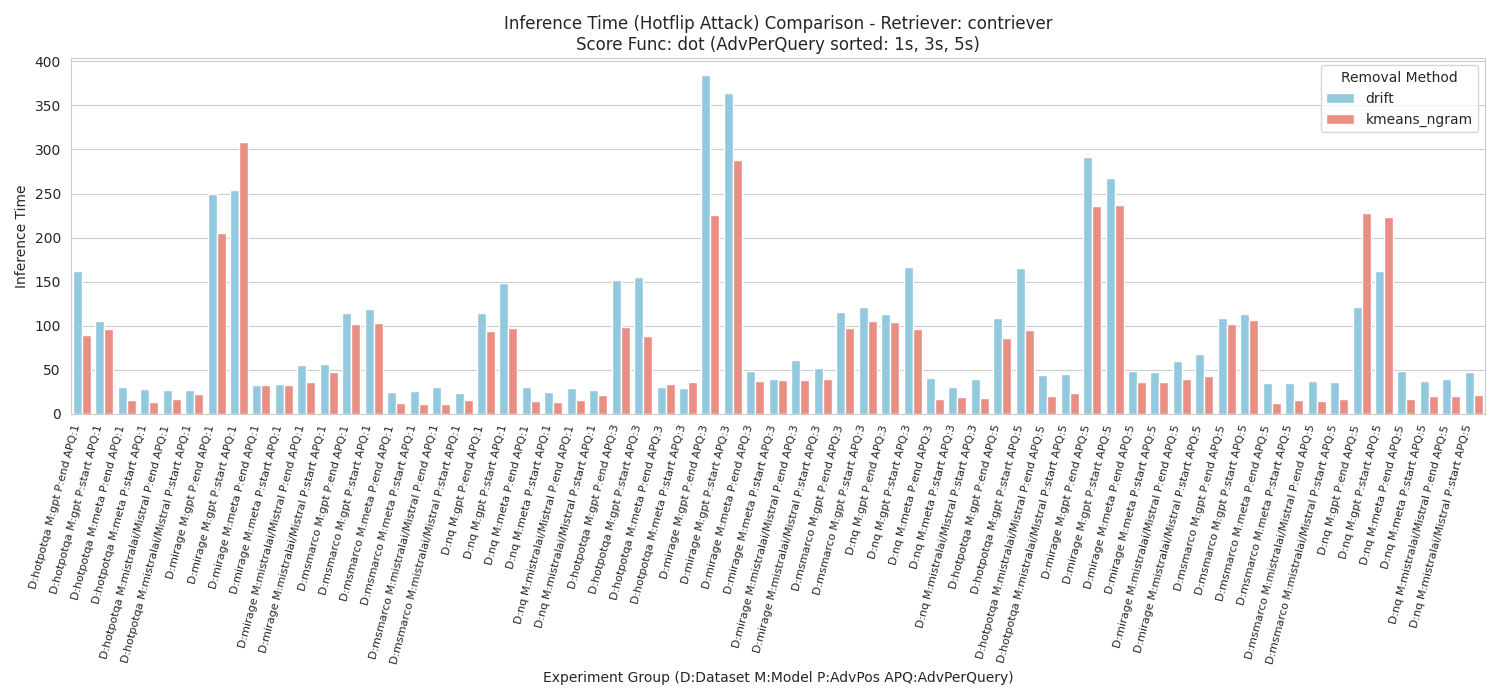 Inference Time (Hotflip Attack) Comparison - Retriever: contriever
Score Func: dot (AdvPerQuery sorted: 1s, 3s, 5s)
Removal Method
drift
kmeans_ngram
Inference Time
400
350
300
250
200
150
100
50
0
D:hotpotqa M:gpt P:end APQ:1
D:hotpotqa M:gpt P:start APQ:1
D:hotpotqa M:meta P:end APQ:1
D:hotpotqa M:meta P:start APQ:1
D:hotpotqa M:mistralai/Mistral P:end APQ:1
D:hotpotqa M:mistralai/Mistral P:start APQ:1
D:mirage M:gpt P:end APQ:1
D:mirage M:gpt P:start APQ:1
D:mirage M:meta P:end APQ:1
D:mirage M:meta P:start APQ:1
D:mirage M:mistralai/Mistral P:end APQ:1
D:mirage M:mistralai/Mistral P:start APQ:1
D:msmarco M:gpt P:end APQ:1
D:msmarco M:gpt P:start APQ:1
D:msmarco M:meta P:end APQ:1
D:msmarco M:meta P:start APQ:1
D:msmarco M:mistralai/Mistral P:end APQ:1
D:msmarco M:mistralai/Mistral P:start APQ:1
D:nq M:gpt P:end APQ:1
D:nq M:gpt P:start APQ:1
D:nq M:meta P:end APQ:1
D:nq M:meta P:start APQ:1
D:nq M:mistralai/Mistral P:end APQ:1
D:nq M:mistralai/Mistral P:start APQ:1
D:hotpotqa M:gpt P:end APQ:3
D:hotpotqa M:gpt P:start APQ:3
D:hotpotqa M:meta P:end APQ:3
D:hotpotqa M:meta P:start APQ:3
D:mirage M:gpt P:end APQ:3
D:mirage M:gpt P:start APQ:3
D:mirage M:meta P:end APQ:3
D:mirage M:meta P:start APQ:3
D:mirage M:mistralai/Mistral P:end APQ:3
D:mirage M:mistralai/Mistral P:start APQ:3
D:msmarco M:gpt P:end APQ:3
D:msmarco M:gpt P:start APQ:3
D:nq M:gpt P:end APQ:3
D:nq M:gpt P:start APQ:3
D:nq M:meta P:end APQ:3
D:nq M:meta P:start APQ:3
D:nq M:mistralai/Mistral P:start APQ:3
D:hotpotqa M:gpt P:end APQ:5
D:hotpotqa M:gpt P:start APQ:5
D:hotpotqa M:mistralai/Mistral P:end APQ:5
D:hotpotqa M:mistralai/Mistral P:start APQ:5
D:mirage M:gpt P:end APQ:5
D:mirage M:gpt P:start APQ:5
D:mirage M:meta P:end APQ:5
D:mirage M:meta P:start APQ:5
D:mirage M:mistralai/Mistral P:end APQ:5
D:mirage M:mistralai/Mistral P:start APQ:5
D:msmarco M:gpt P:end APQ:5
D:msmarco M:gpt P:start APQ:5
D:msmarco M:meta P:end APQ:5
D:msmarco M:meta P:start APQ:5
D:msmarco M:mistralai/Mistral P:end APQ:5
D:msmarco M:mistralai/Mistral P:start APQ:5
D:nq M:gpt P:end APQ:5
D:nq M:gpt P:start APQ:5
D:nq M:meta P:end APQ:5
D:nq M:meta P:start APQ:5
D:nq M:mistralai/Mistral P:end APQ:5
D:nq M:mistralai/Mistral P:start APQ:5
Experiment Group (D:Dataset M:Model P:AdvPos APQ:AdvPerQuery)